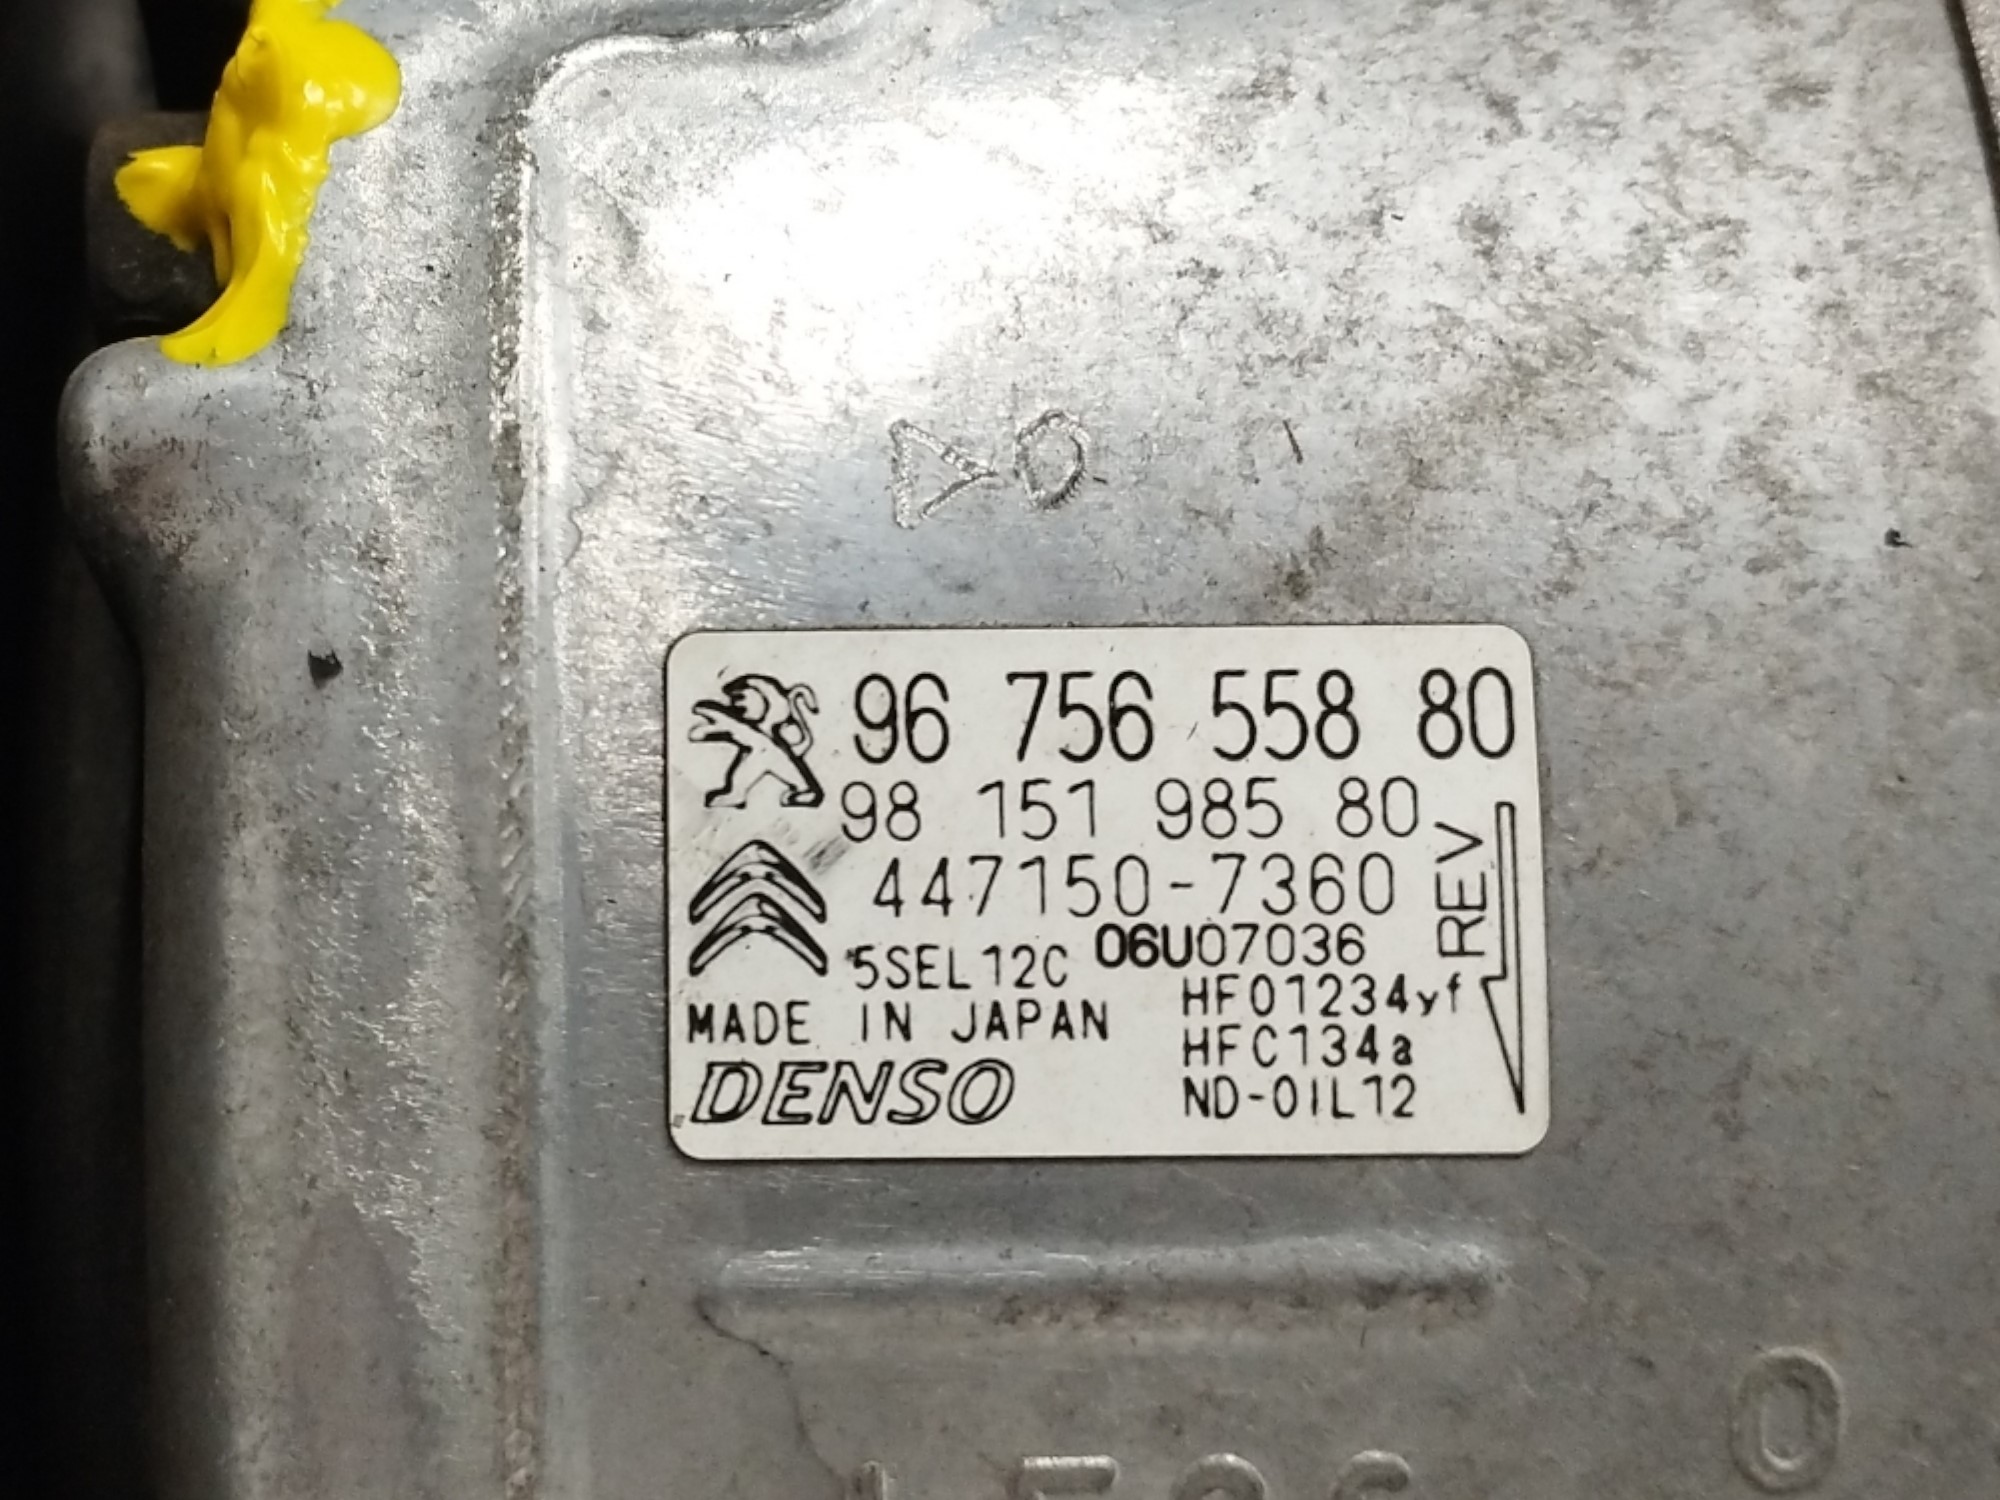 96 756 558 80
98 151 985 80
447150-7360
5SEL12C 06U07036
REV
HFO1234yf
MADE IN JAPAN
HFC134a
DENSO
ND-OIL12
O